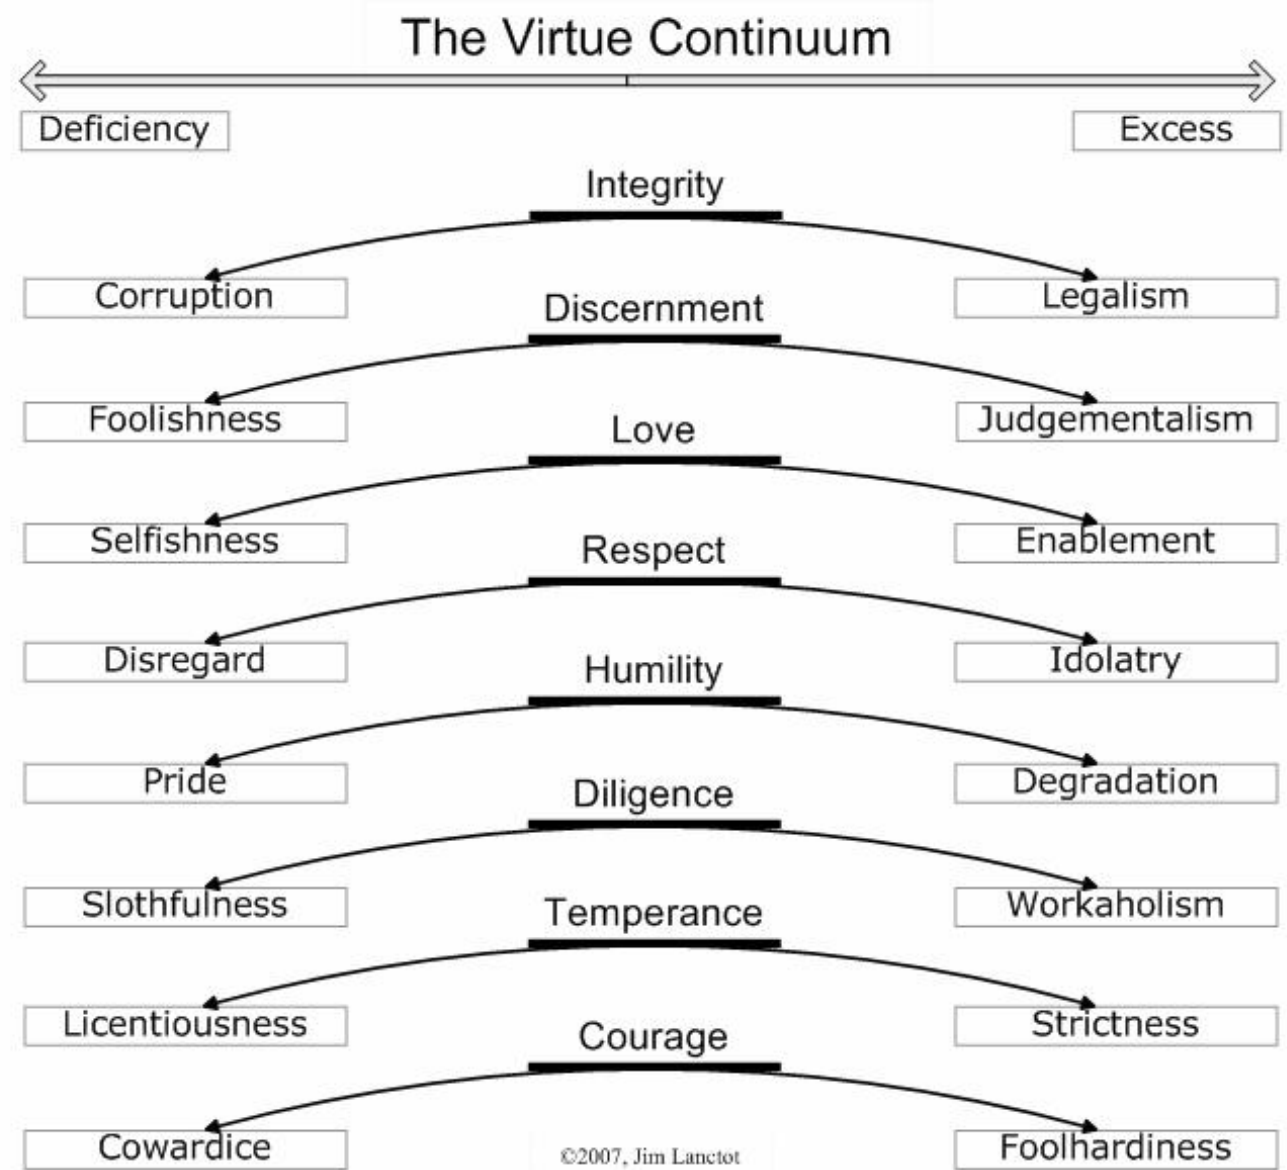 The Virtue Continuum
Deficiency Excess
Integrity
Corruption Legalism
Discernment
Foolishness Judgementalism
Love
Selfishness Enablement
Respect
Disregard Idolatry
Humility
Pride Degradation
Diligence
Slothfulness Workaholism
Temperance
Licentiousness Strictness
Courage
Cowardice Foolhardiness
©2007, Jim Lanctot